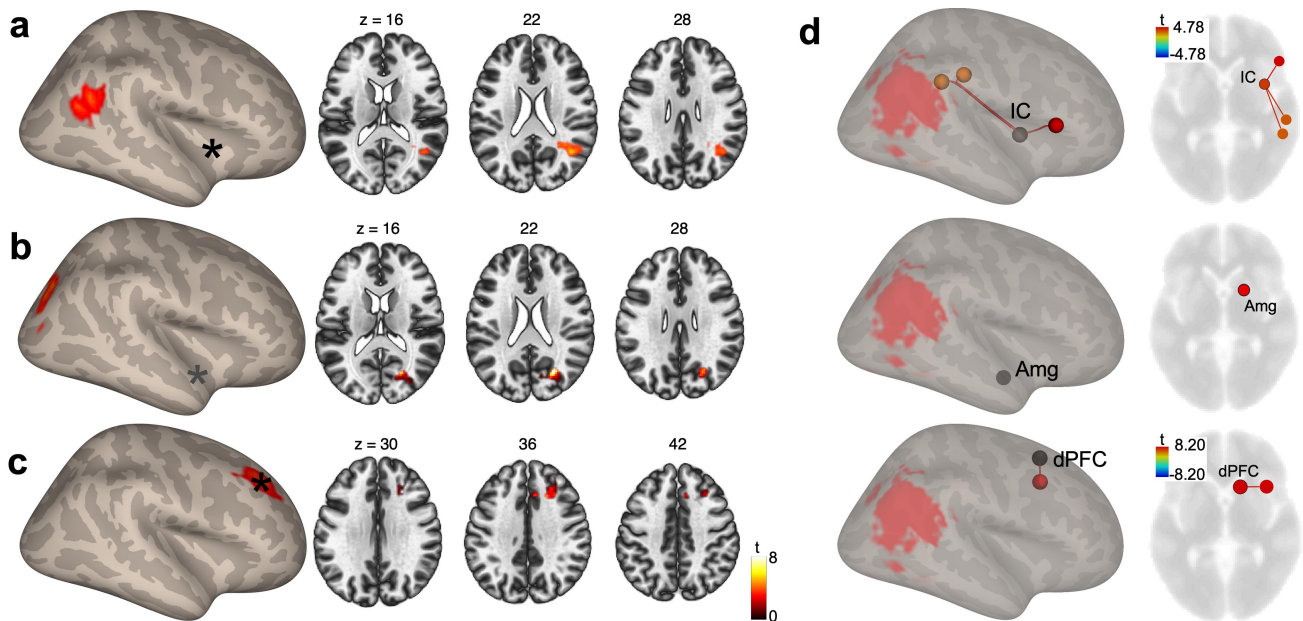 a
z = 16 22 28
*
b
z = 16 22 28
*
c
z = 30 36 42
*
t
8
0
d
IC
t
4.78
-4.78
IC
Amg
Amg
dPFC
t
8.20
-8.20
dPFC